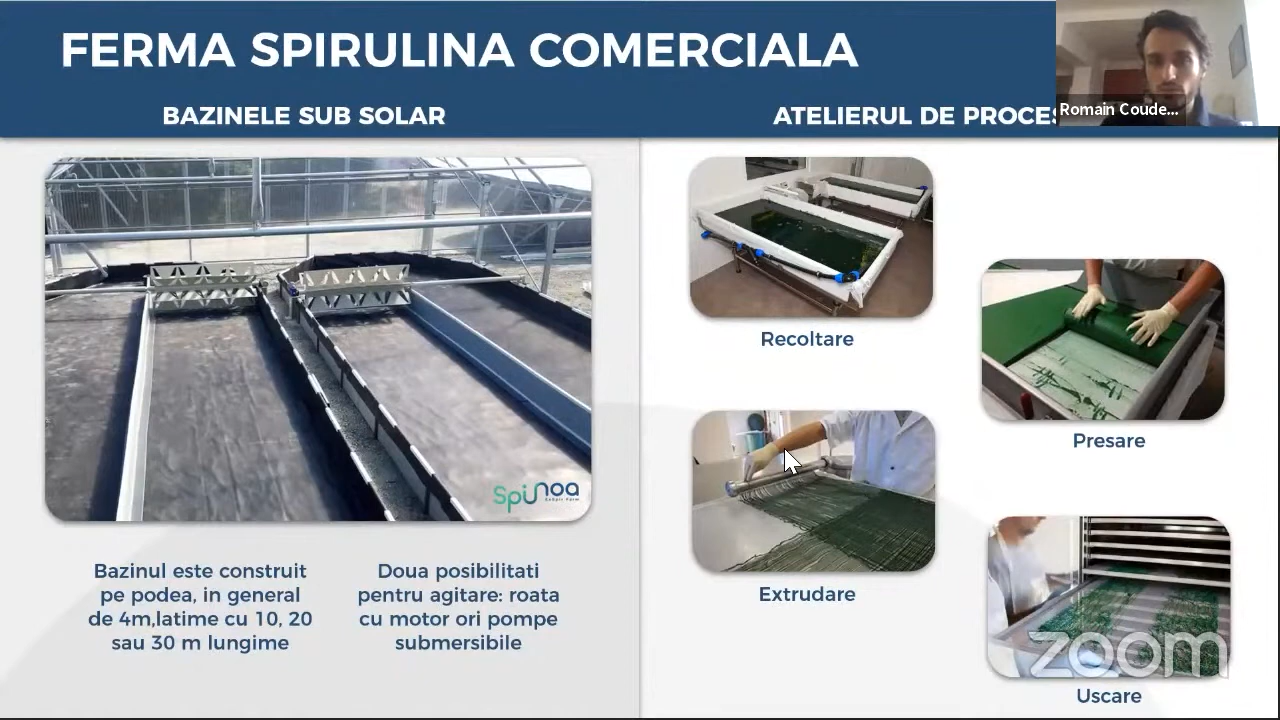 FERMA SPIRULINA COMERCIALA
BAZINELE SUB SOLAR
ATELIERUL DE PROCES
Romain Coude...
Recoltare
Presare
Spinoa
Extrudare
Bazinul este construit
pe podea, in general
de 4m,latime cu 10, 20
sau 30 m lungime
Doua posibilitati
pentru agitare: roata
cu motor ori pompe
submersibile
zoom
Uscare